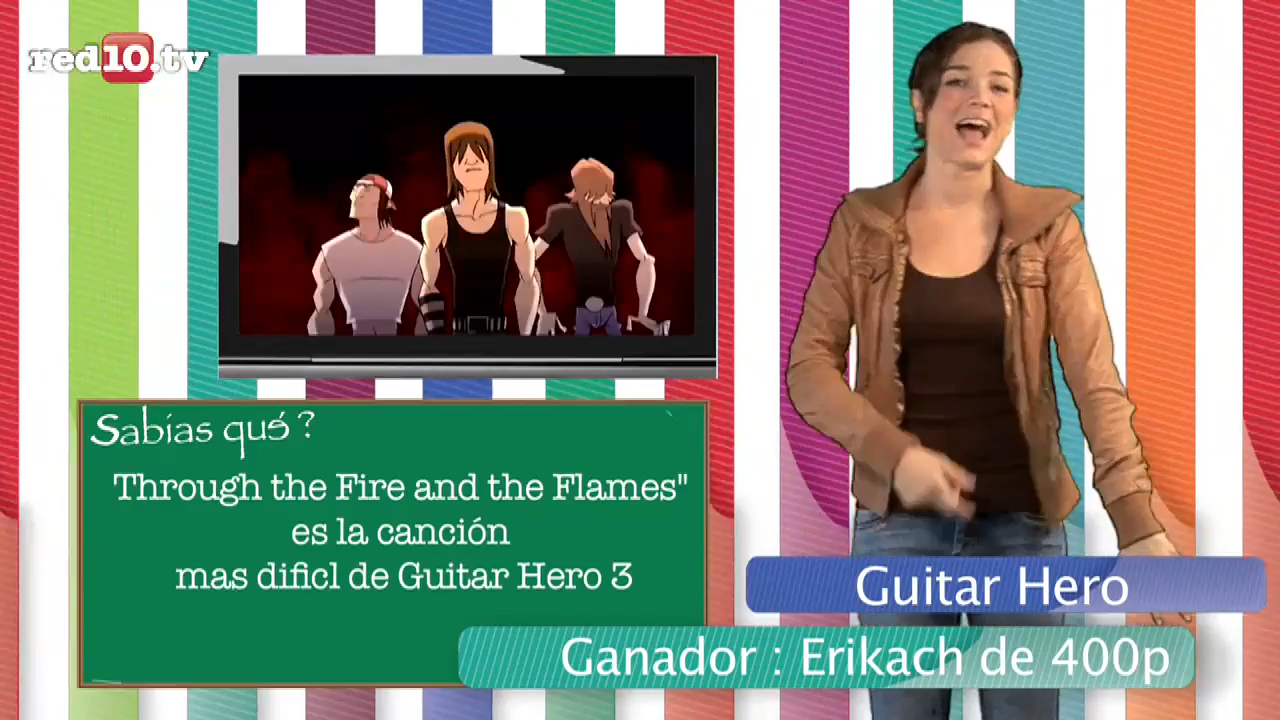 red10.tv
Sabías qué?
Through the Fire and the Flames"
es la canción
mas dificl de Guitar Hero 3
Guitar Hero
Ganador : Erikach de 400p